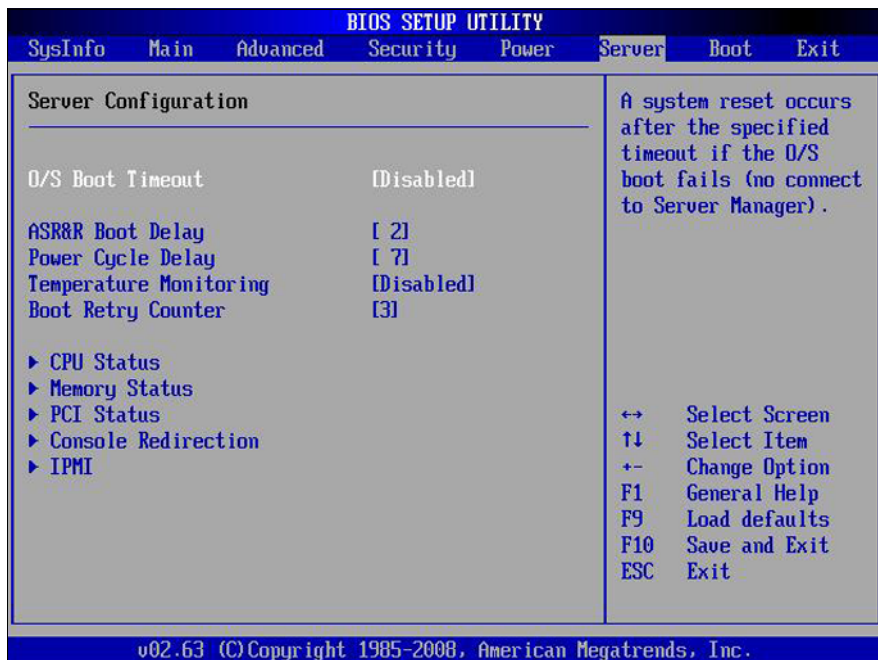 BIOS SETUP UTILITY
SysInfo Main Advanced Security Power Server Boot Exit
Server Configuration
O/S Boot Timeout [Disabled]
ASR&R Boot Delay [ 2]
Power Cycle Delay [ 7]
Temperature Monitoring [Disabled]
Boot Retry Counter [3]
▶ CPU Status
▶ Memory Status
▶ PCI Status
▶ Console Redirection
▶ IPMI
A system reset occurs
after the specified
timeout if the O/S
boot fails (no connect
to Server Manager).
↔ Select Screen
↑↓ Select Item
+- Change Option
F1 General Help
F9 Load defaults
F10 Save and Exit
ESC Exit
v02.63 (C)Copyright 1985-2008, American Megatrends, Inc.